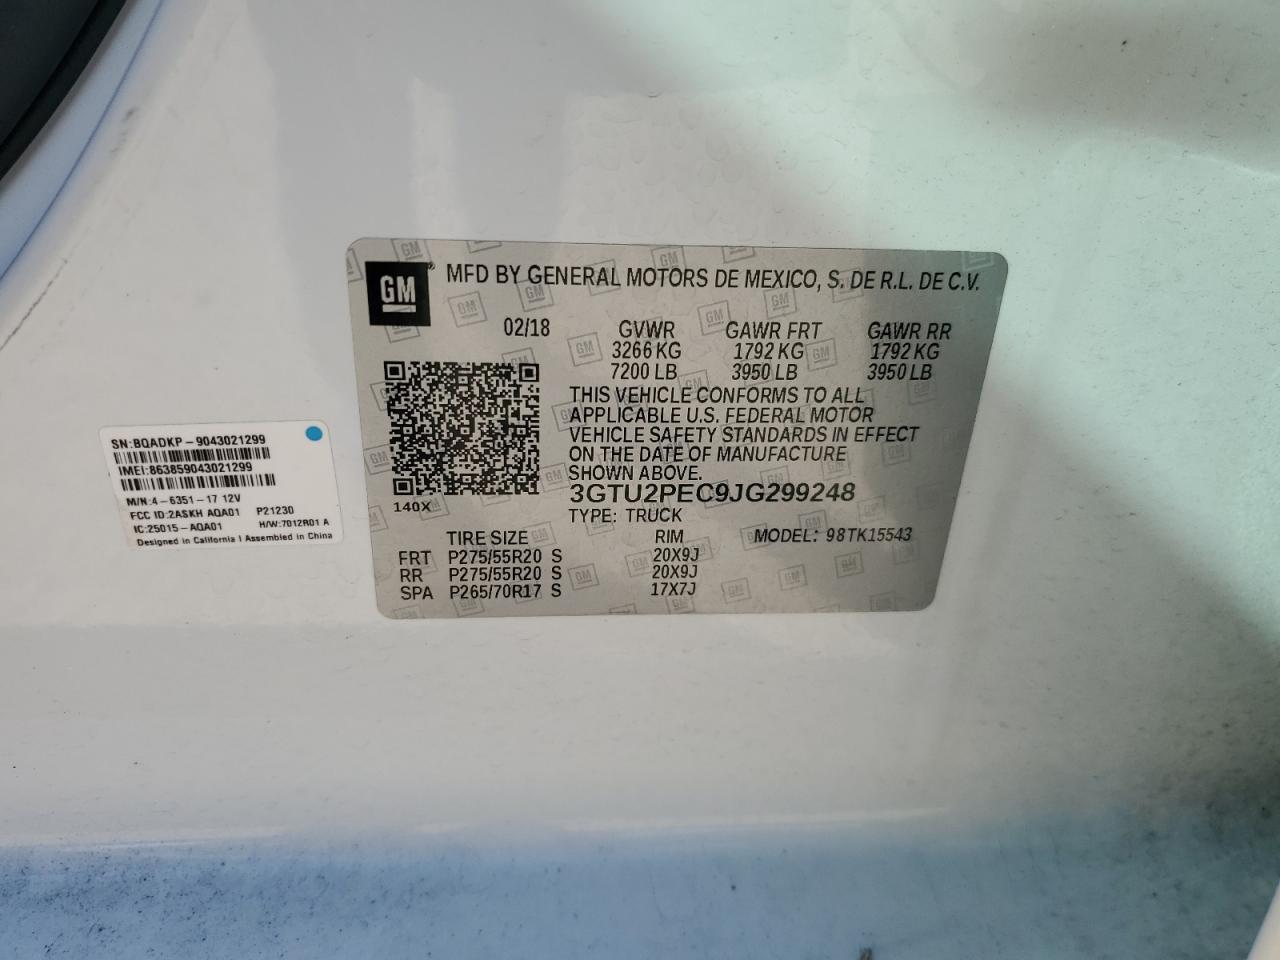 SN:BQADKP-9043021299
IMEI:863859043021299
M/N:4-6351-17 12V
FCC ID:2ASKH AQA01 P21230
IC:25015-AQA01 H/W:7012R01 A
Designed in California | Assembled in China
GM® MFD BY GENERAL MOTORS DE MEXICO, S. DE R.L. DE C.V.
02/18 GVWR GAWR FRT GAWR RR
3266 KG 1792 KG 1792 KG
7200 LB 3950 LB 3950 LB
THIS VEHICLE CONFORMS TO ALL
APPLICABLE U.S. FEDERAL MOTOR
VEHICLE SAFETY STANDARDS IN EFFECT
ON THE DATE OF MANUFACTURE
SHOWN ABOVE.
3GTU2PEC9JG299248
140X
TYPE: TRUCK
TIRE SIZE RIM MODEL: 98TK15543
FRT P275/55R20 S 20X9J
RR P275/55R20 S 20X9J
SPA P265/70R17 S 17X7J